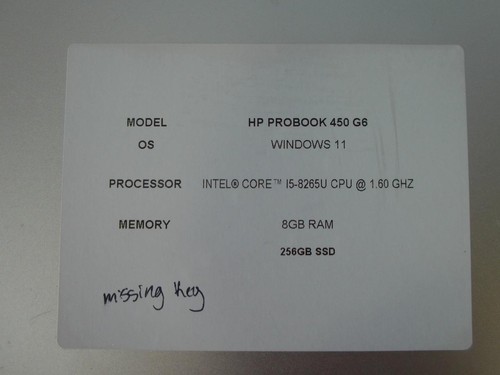 MODEL HP PROBOOK 450 G6
OS WINDOWS 11
PROCESSOR INTEL® CORE™ I5-8265U CPU @ 1.60 GHZ
MEMORY 8GB RAM
256GB SSD
missing key